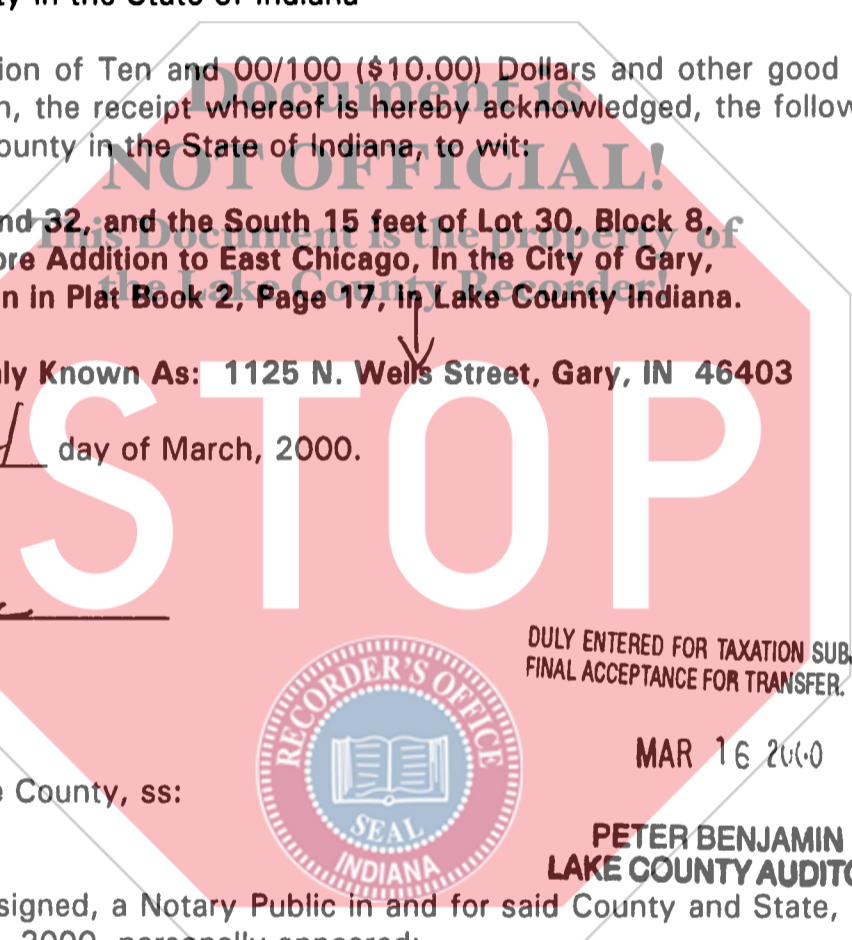 in the State of Indiana
ion of Ten and 00/100 ($10.00) Dollars and other good
n, the receipt whereof is hereby acknowledged, the follow
ounty in the State of Indiana, to wit:
Document is
NOT OFFICIAL!
This Document is the property of
the Lake County Recorder!
nd 32, and the South 15 feet of Lot 30, Block 8,
ore Addition to East Chicago, In the City of Gary,
n in Plat Book 2, Page 17, in Lake County Indiana.
ly Known As: 1125 N. Wells Street, Gary, IN 46403
day of March, 2000.
STOP
DULY ENTERED FOR TAXATION SUB
FINAL ACCEPTANCE FOR TRANSFER.
MAR 16 2000
RECORDER'S OFFICE
SEAL
INDIANA
County, ss:
PETER BENJAMIN
LAKE COUNTY AUDITO
signed, a Notary Public in and for said County and State,
2000, personally appeared: